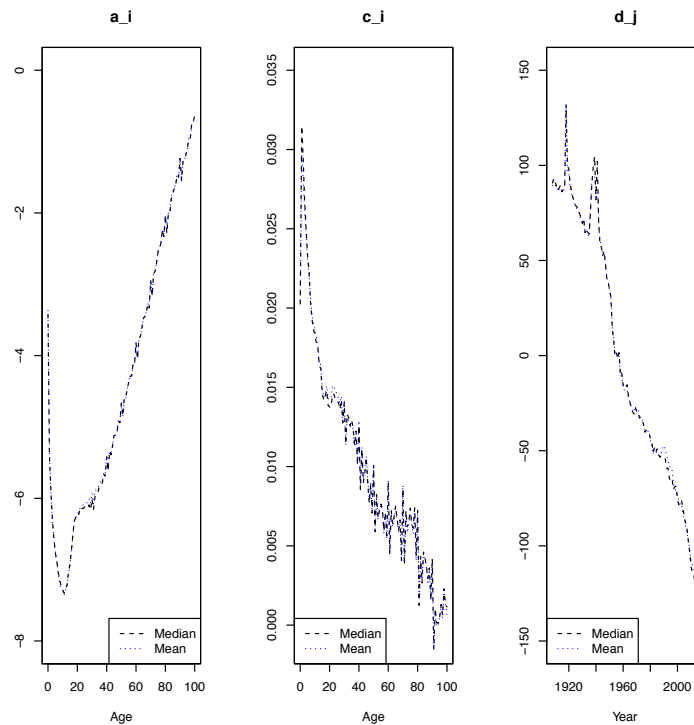 a_i
0
−2
−4
−6
−8
0 20 40 60 80 100
Age
Median
Mean
c_i
0.035
0.030
0.025
0.020
0.015
0.010
0.005
0.000
0 20 40 60 80 100
Age
Median
Mean
d_j
150
100
50
0
−50
−100
−150
1920 1960 2000
Year
Median
Mean